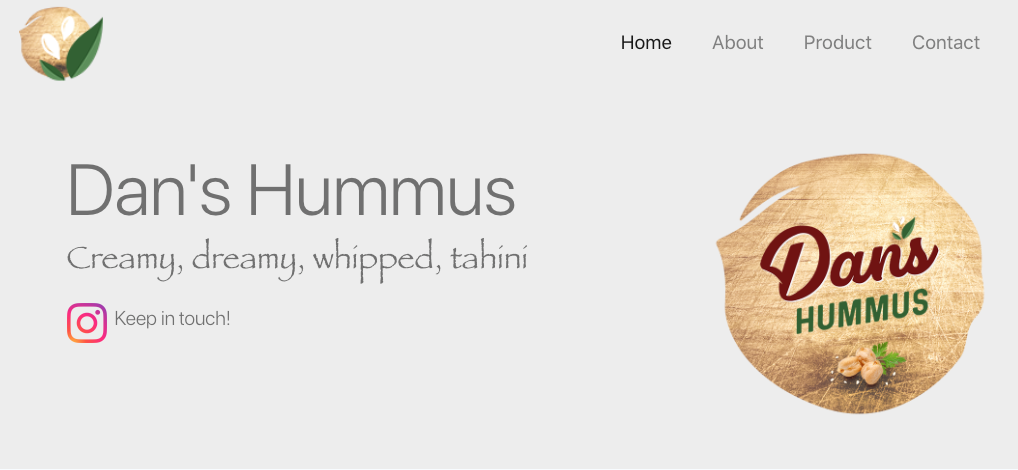 Home About Product Contact
Dan's Hummus
Creamy, dreamy, whipped, tahini
Keep in touch!
Dan's
HUMMUS